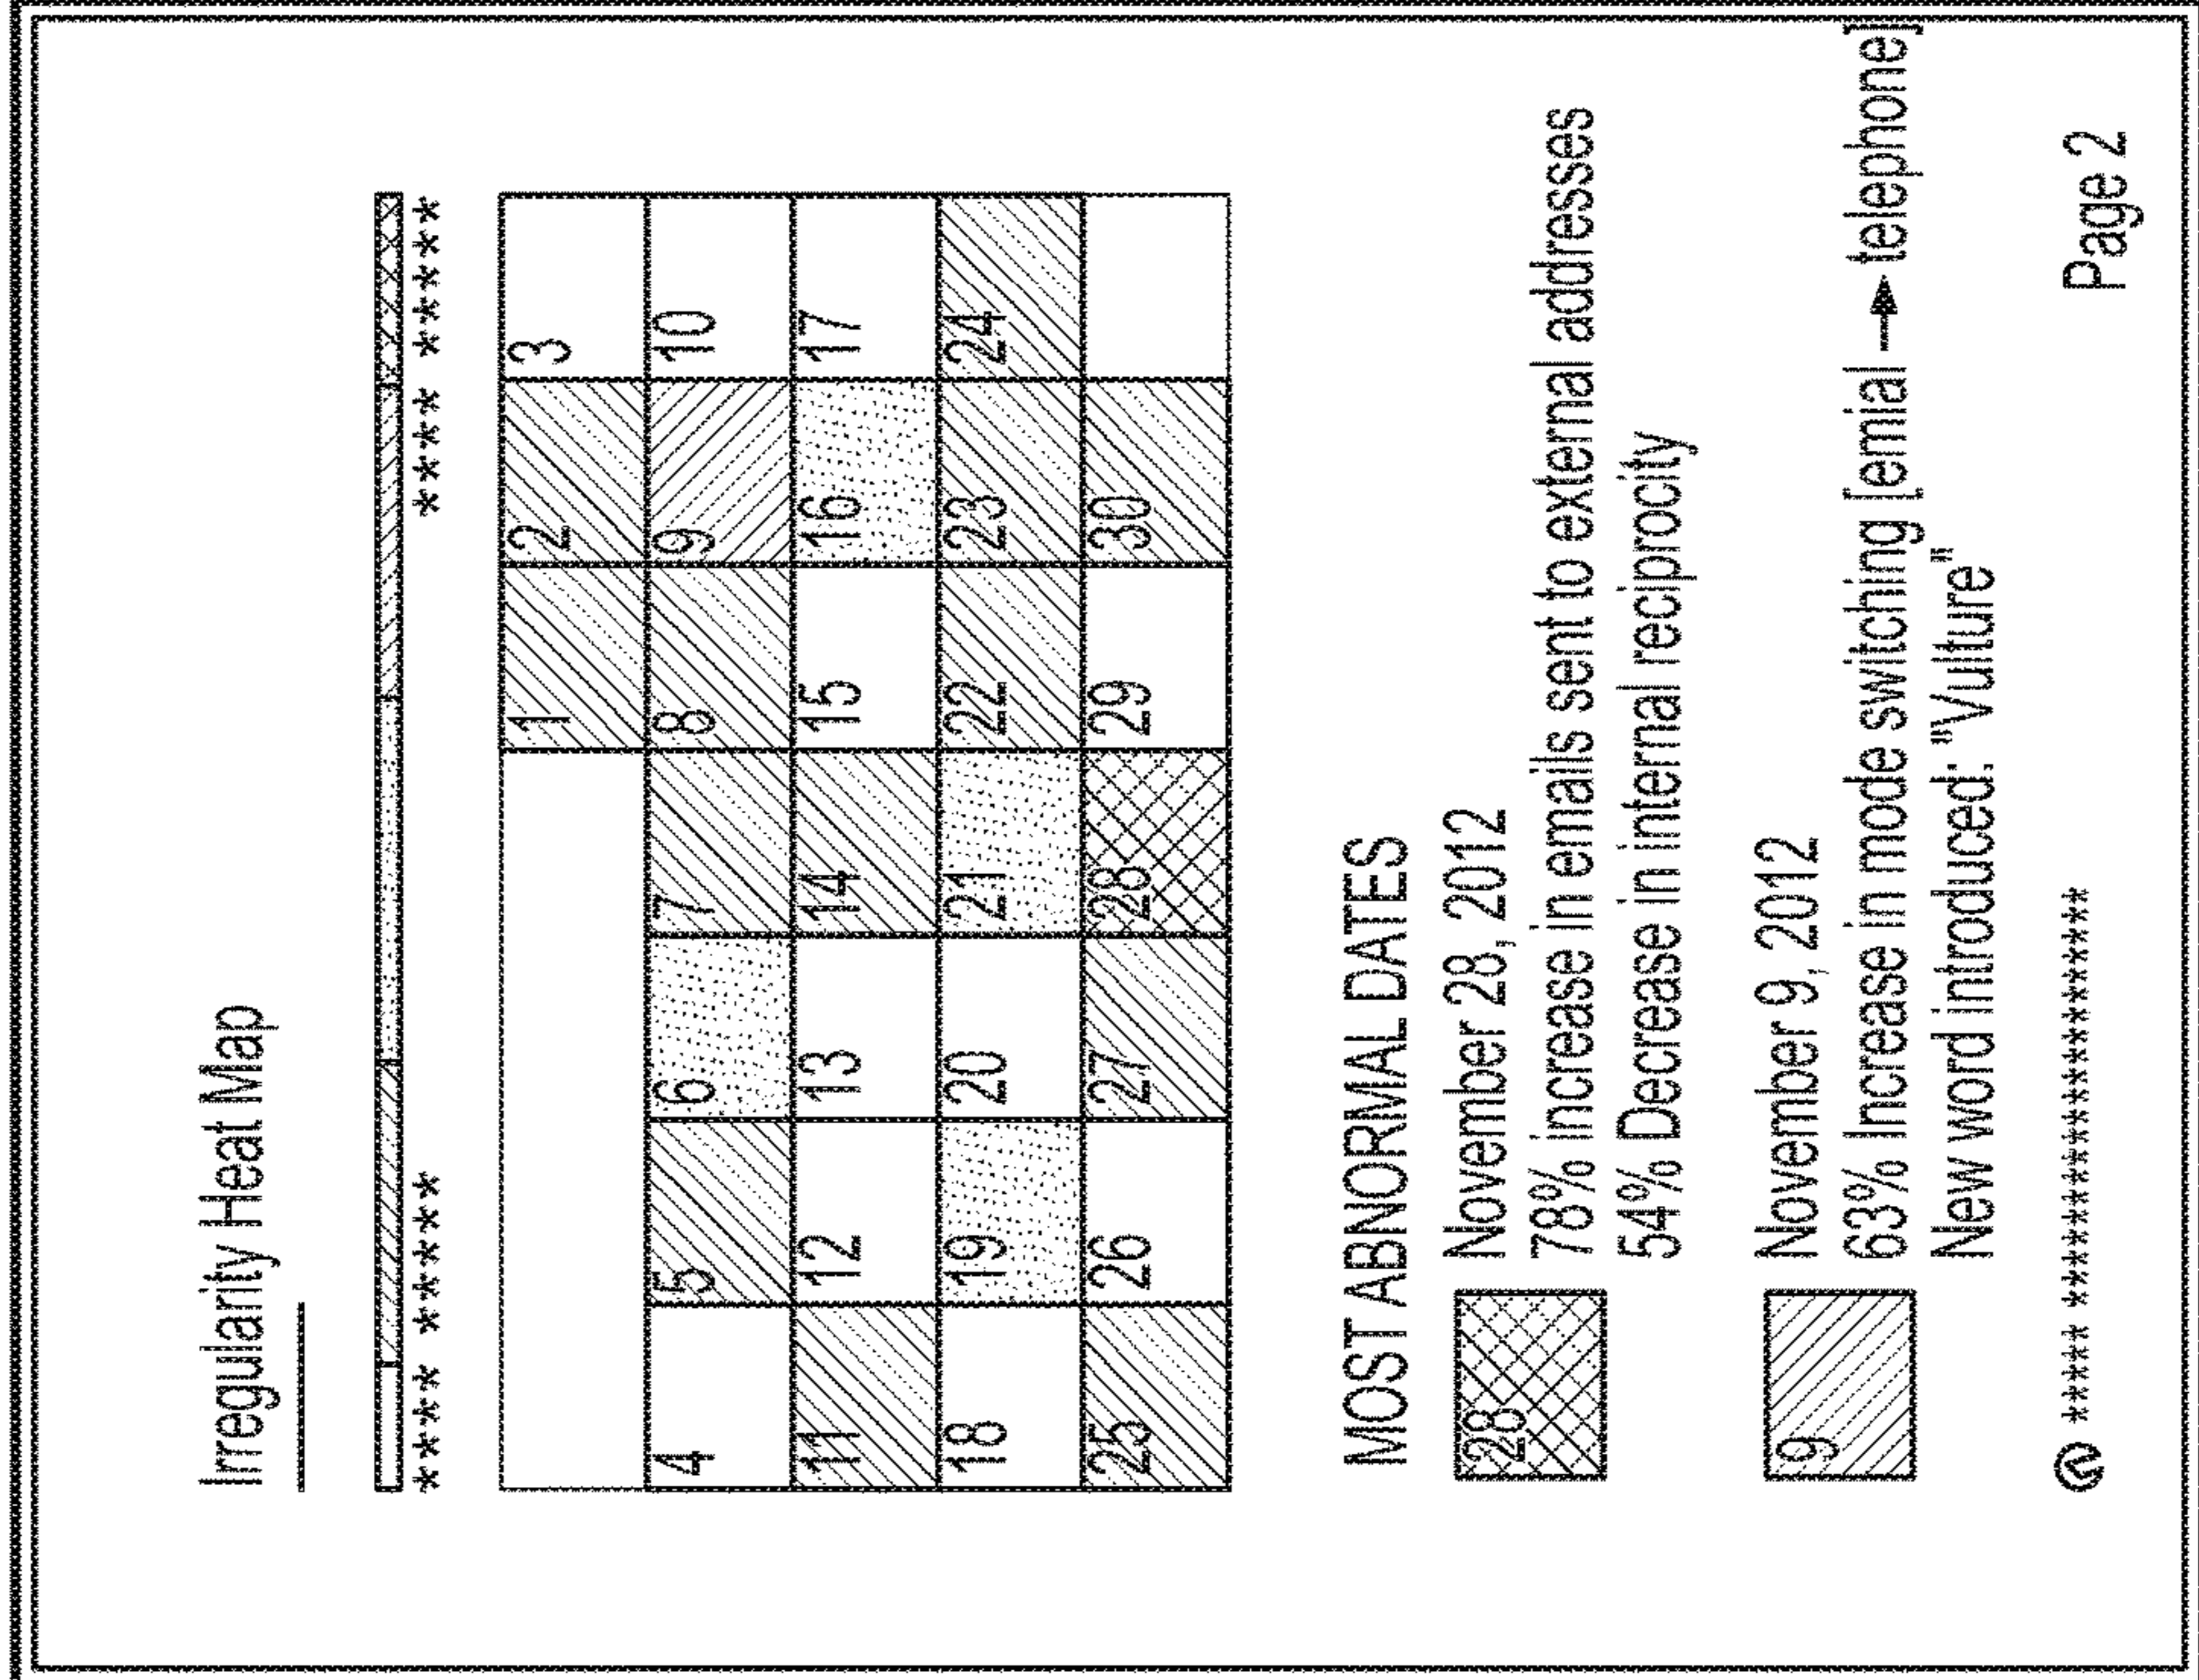 Irregularity Heat Map
***** ***** **** *****
1 2 3
4 5 6 7 8 9 10
11 12 13 14 15 16 17
18 19 20 21 22 23 24
25 26 27 28 29 30
MOST ABNORMAL DATES
28 November 28, 2012
78% increase in emails sent to external addresses
54% Decrease in internal reciprocity
9 November 9, 2012
63% Increase in mode switching [emial → telephone]
New word introduced: "Vulture"
Page 2